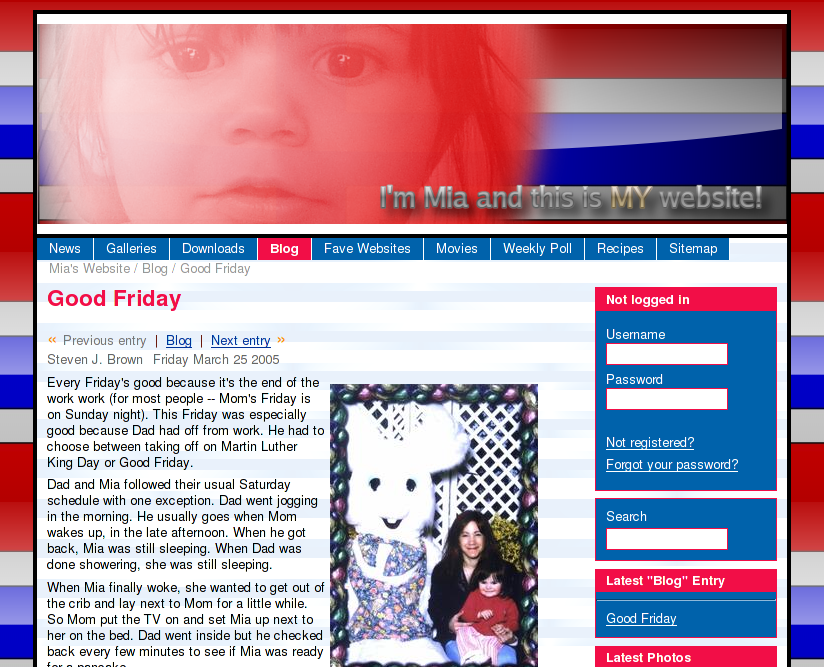 I'm Mia and this is MY website!
News Galleries Downloads Blog Fave Websites Movies Weekly Poll Recipes Sitemap
Mia's Website / Blog / Good Friday
Good Friday
« Previous entry | Blog | Next entry »
Steven J. Brown Friday March 25 2005
Every Friday's good because it's the end of the
work work (for most people -- Mom's Friday is
on Sunday night). This Friday was especially
good because Dad had off from work. He had to
choose between taking off on Martin Luther
King Day or Good Friday.
Dad and Mia followed their usual Saturday
schedule with one exception. Dad went jogging
in the morning. He usually goes when Mom
wakes up, in the late afternoon. When he got
back, Mia was still sleeping. When Dad was
done showering, she was still sleeping.
When Mia finally woke, she wanted to get out of
the crib and lay next to Mom for a little while.
So Mom put the TV on and set Mia up next to
her on the bed. Dad went inside but he checked
back every few minutes to see if Mia was ready
for a pancake.
Not logged in
Username
Password
Not registered?
Forgot your password?
Search
Latest "Blog" Entry
Good Friday
Latest Photos